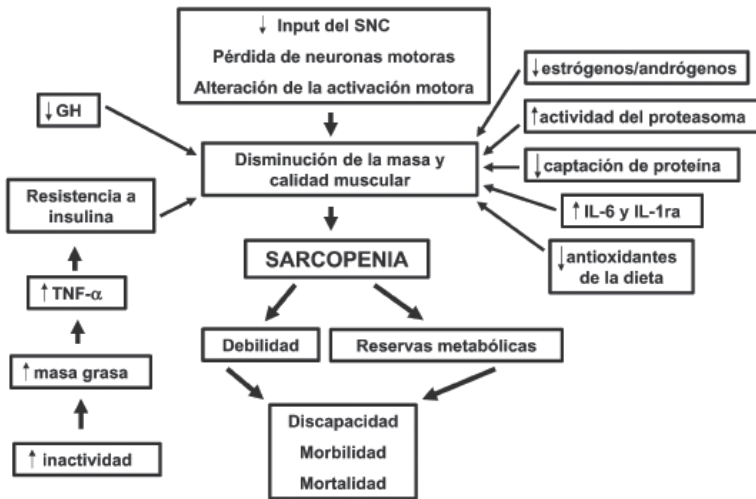 ↓ Input del SNC
Pérdida de neuronas motoras
Alteración de la activación motora
↓GH
Disminución de la masa y
calidad muscular
↓estrógenos/andrógenos
↑actividad del proteasoma
↓captación de proteína
↑ IL-6 y IL-1ra
↓antioxidantes
de la dieta
Resistencia a
insulina
↑TNF-α
↑masa grasa
↑ inactividad
SARCOPENIA
Debilidad
Reservas metabólicas
Discapacidad
Morbilidad
Mortalidad